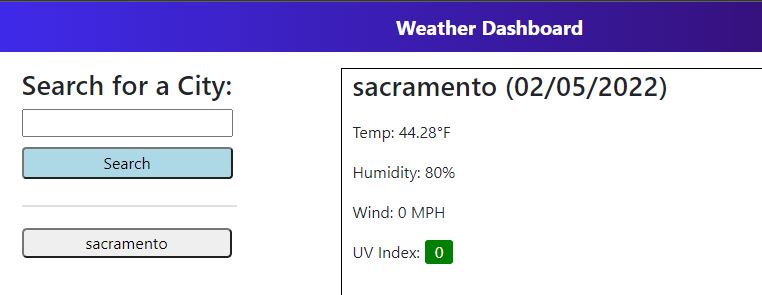 Weather Dashboard
Search for a City:
Search
sacramento
sacramento (02/05/2022)
Temp: 44.28°F
Humidity: 80%
Wind: 0 MPH
UV Index: 0